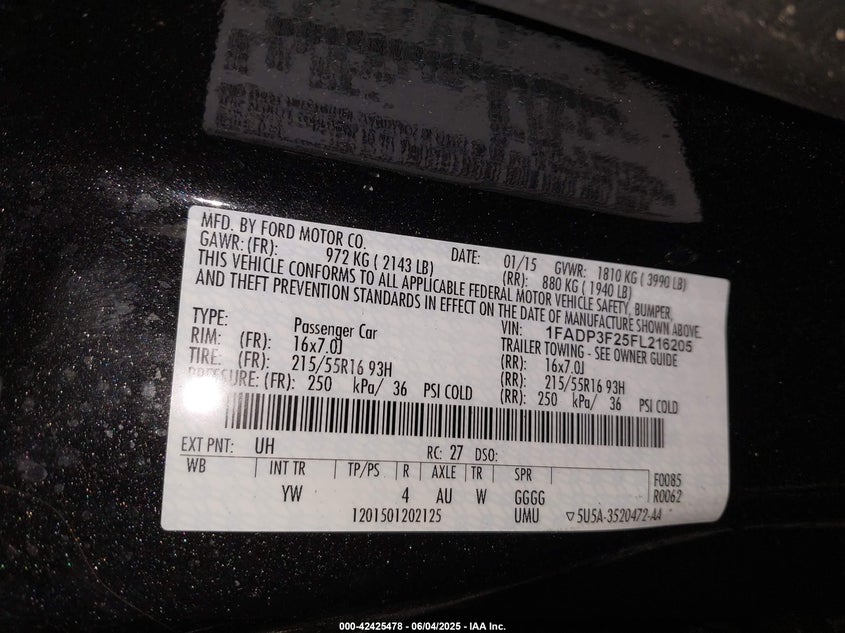 MFD. BY FORD MOTOR CO. DATE: 01/15 GVWR: 1810 KG ( 3990 LB)
GAWR: (FR): 972 KG ( 2143 LB) (RR): 880 KG ( 1940 LB)
THIS VEHICLE CONFORMS TO ALL APPLICABLE FEDERAL MOTOR VEHICLE SAFETY, BUMPER,
AND THEFT PREVENTION STANDARDS IN EFFECT ON THE DATE OF MANUFACTURE SHOWN ABOVE.
VIN: 1FADP3F25FL216205
TYPE: Passenger Car TRAILER TOWING - SEE OWNER GUIDE
RIM: (FR): 16x7.0J (RR): 16x7.0J
TIRE: (FR): 215/55R16 93H (RR): 215/55R16 93H
PRESSURE: (FR): 250 kPa/ 36 PSI COLD (RR): 250 kPa/ 36 PSI COLD
EXT PNT: UH RC: 27 DSO:
WB INT TR TP/PS R AXLE TR SPR F0085
YW 4 AU W GGGG R0062
1201501202125 UMU ▽5U5A-3520472-AA
000-42425478 - 06/04/2025 - IAA Inc.